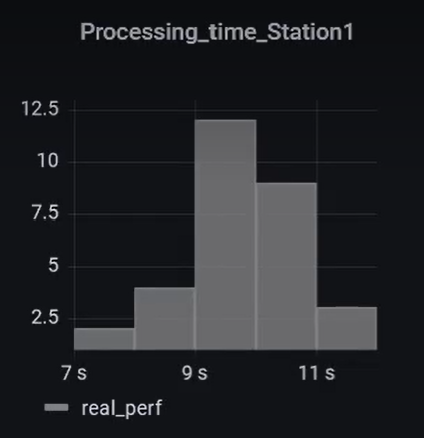 Processing_time_Station1
12.5
10
7.5
5
2.5
7 s 9 s 11 s
real_perf